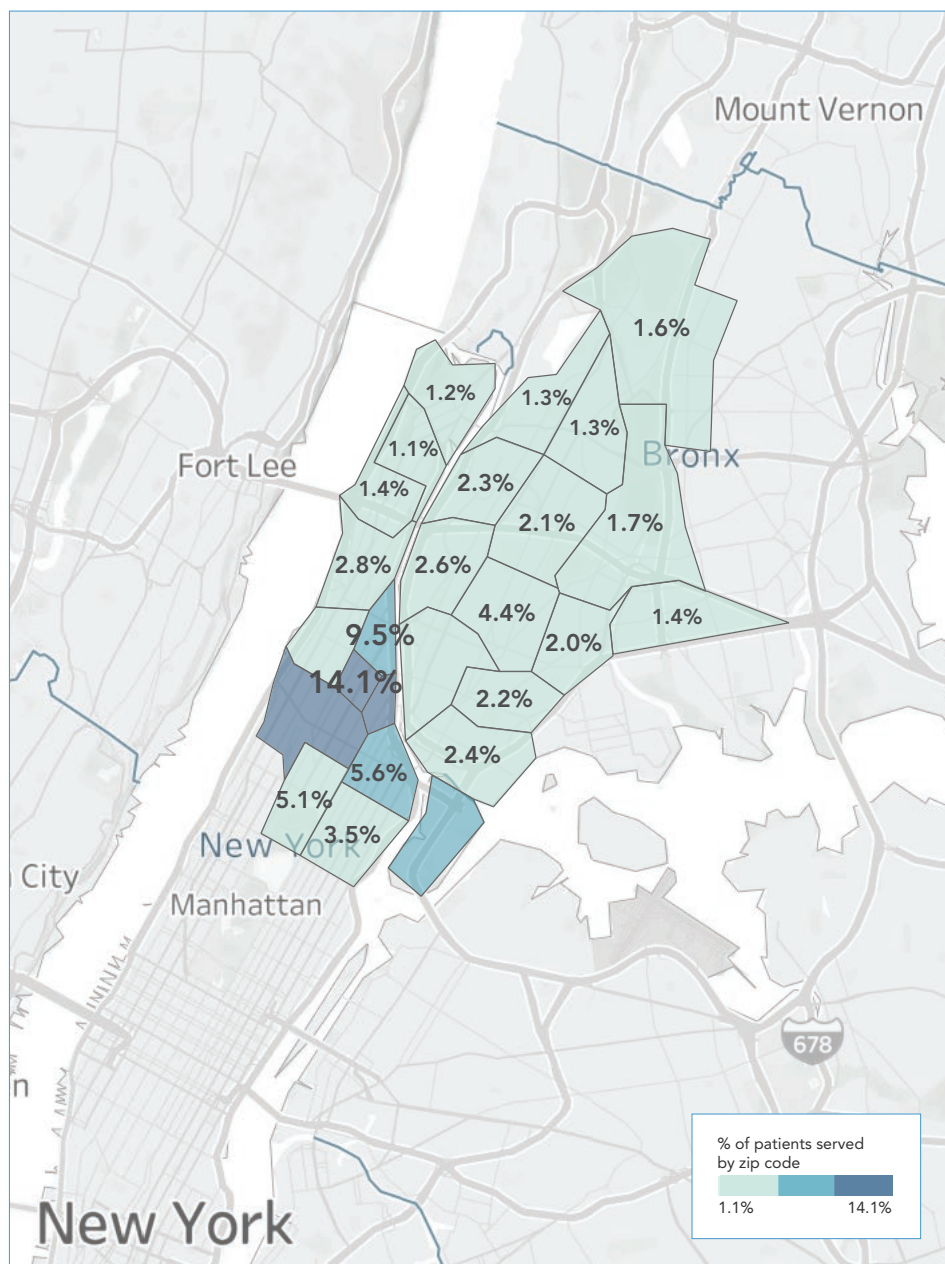 Mount Vernon
1.6%
1.2%
1.3%
1.3%
1.1%
Bronx
Fort Lee
2.3%
1.4%
2.1%
1.7%
2.8%
2.6%
4.4%
1.4%
9.5%
2.0%
14.1%
2.2%
2.4%
5.6%
5.1%
3.5%
New York
City
Manhattan
678
n
% of patients served
by zip code
1.1% 14.1%
New York